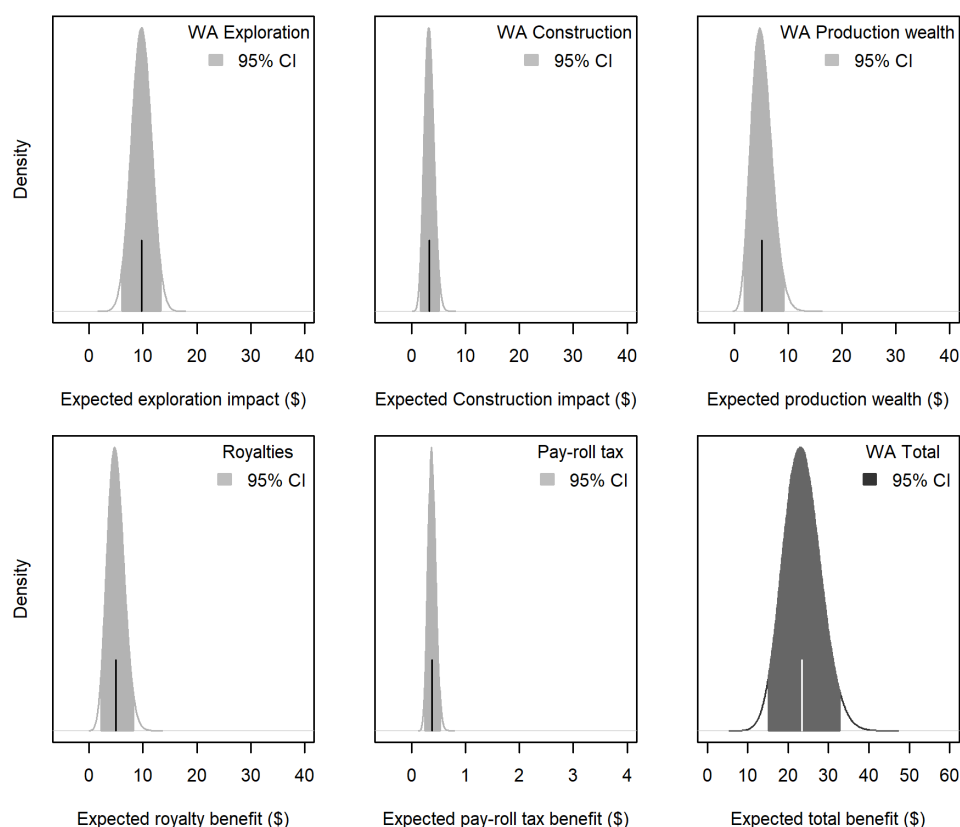 WA Exploration
95% CI
Density
0 10 20 30 40
Expected exploration impact ($)
WA Construction
95% CI
0 10 20 30 40
Expected Construction impact ($)
WA Production wealth
95% CI
0 10 20 30 40
Expected production wealth ($)
Royalties
95% CI
Density
0 10 20 30 40
Expected royalty benefit ($)
Pay-roll tax
95% CI
0 1 2 3 4
Expected pay-roll tax benefit ($)
WA Total
95% CI
0 10 20 30 40 50 60
Expected total benefit ($)